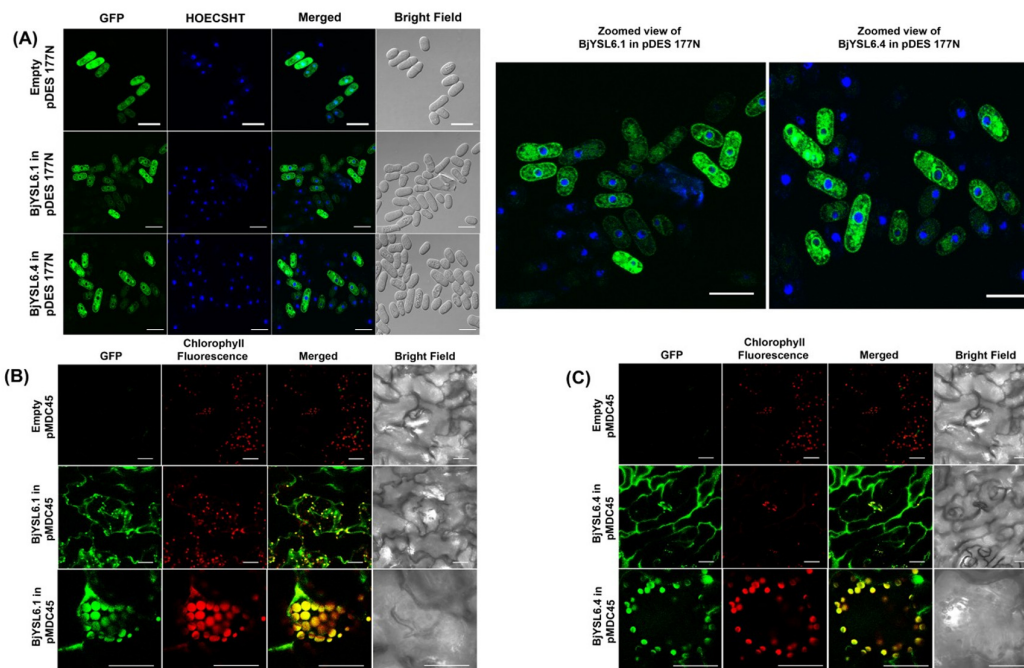 (A)
GFP
HOECSHT
Merged
Bright Field
Empty
pDES 177N
BjYSL6.1 in
pDES 177N
BjYSL6.4 in
pDES 177N
Zoomed view of
BjYSL6.1 in pDES 177N
Zoomed view of
BjYSL6.4 in pDES 177N
(B)
GFP
Chlorophyll
Fluorescence
Merged
Bright Field
Empty
pMDC45
BjYSL6.1 in
pMDC45
BjYSL6.1 in
pMDC45
(C)
GFP
Chlorophyll
Fluorescence
Merged
Bright Field
Empty
pMDC45
BjYSL6.4 in
pMDC45
BjYSL6.4 in
pMDC45